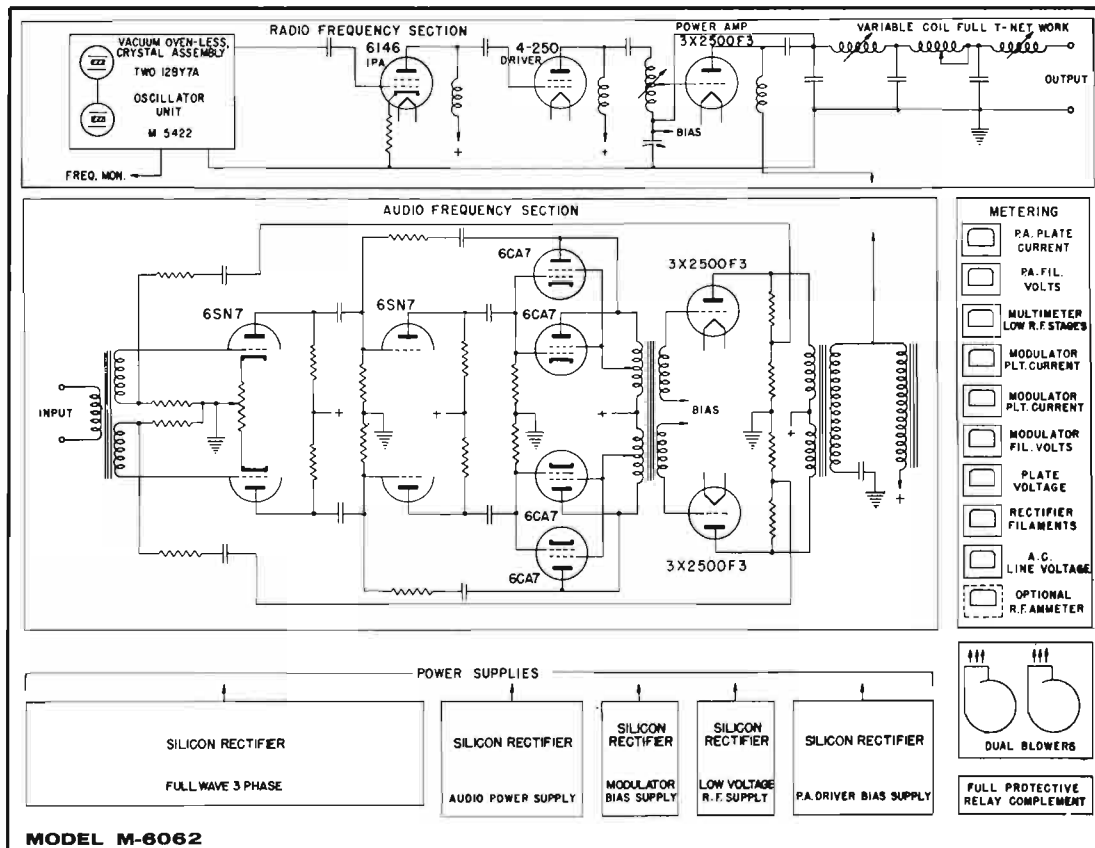 RADIO FREQUENCY SECTION
VACUUM OVEN-LESS,
CRYSTAL ASSEMBLY
TWO 12BY7A
OSCILLATOR
UNIT
M 5422
FREQ. MON.
6146
IPA
+
4-250
DRIVER
+
BIAS
POWER AMP
3X2500F3
VARIABLE COIL FULL T-NET WORK
OUTPUT
AUDIO FREQUENCY SECTION
INPUT
6SN7
+
6SN7
+
6CA7
6CA7
6CA7
6CA7
+
3X2500F3
BIAS
3X2500F3
+
+
METERING
P.A. PLATE
CURRENT
P.A. FIL.
VOLTS
MULTIMETER
LOW R.F. STAGES
MODULATOR
PLT. CURRENT
MODULATOR
PLT. CURRENT
MODULATOR
FIL. VOLTS
PLATE
VOLTAGE
RECTIFIER
FILAMENTS
A.C.
LINE VOLTAGE
OPTIONAL
R.F. AMMETER
POWER SUPPLIES
SILICON RECTIFIER
FULL WAVE 3 PHASE
SILICON RECTIFIER
AUDIO POWER SUPPLY
SILICON
RECTIFIER
MODULATOR
BIAS SUPPLY
SILICON
RECTIFIER
LOW VOLTAGE
R.F. SUPPLY
SILICON RECTIFIER
P.A. DRIVER BIAS SUPPLY
DUAL BLOWERS
FULL PROTECTIVE
RELAY COMPLEMENT
MODEL M-6062